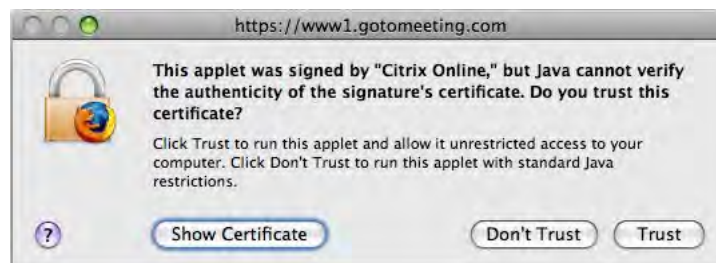 https://www1.gotomeeting.com
This applet was signed by "Citrix Online," but Java cannot verify
the authenticity of the signature's certificate. Do you trust this
certificate?
Click Trust to run this applet and allow it unrestricted access to your
computer. Click Don't Trust to run this applet with standard Java
restrictions.
?
Show Certificate
Don't Trust
Trust